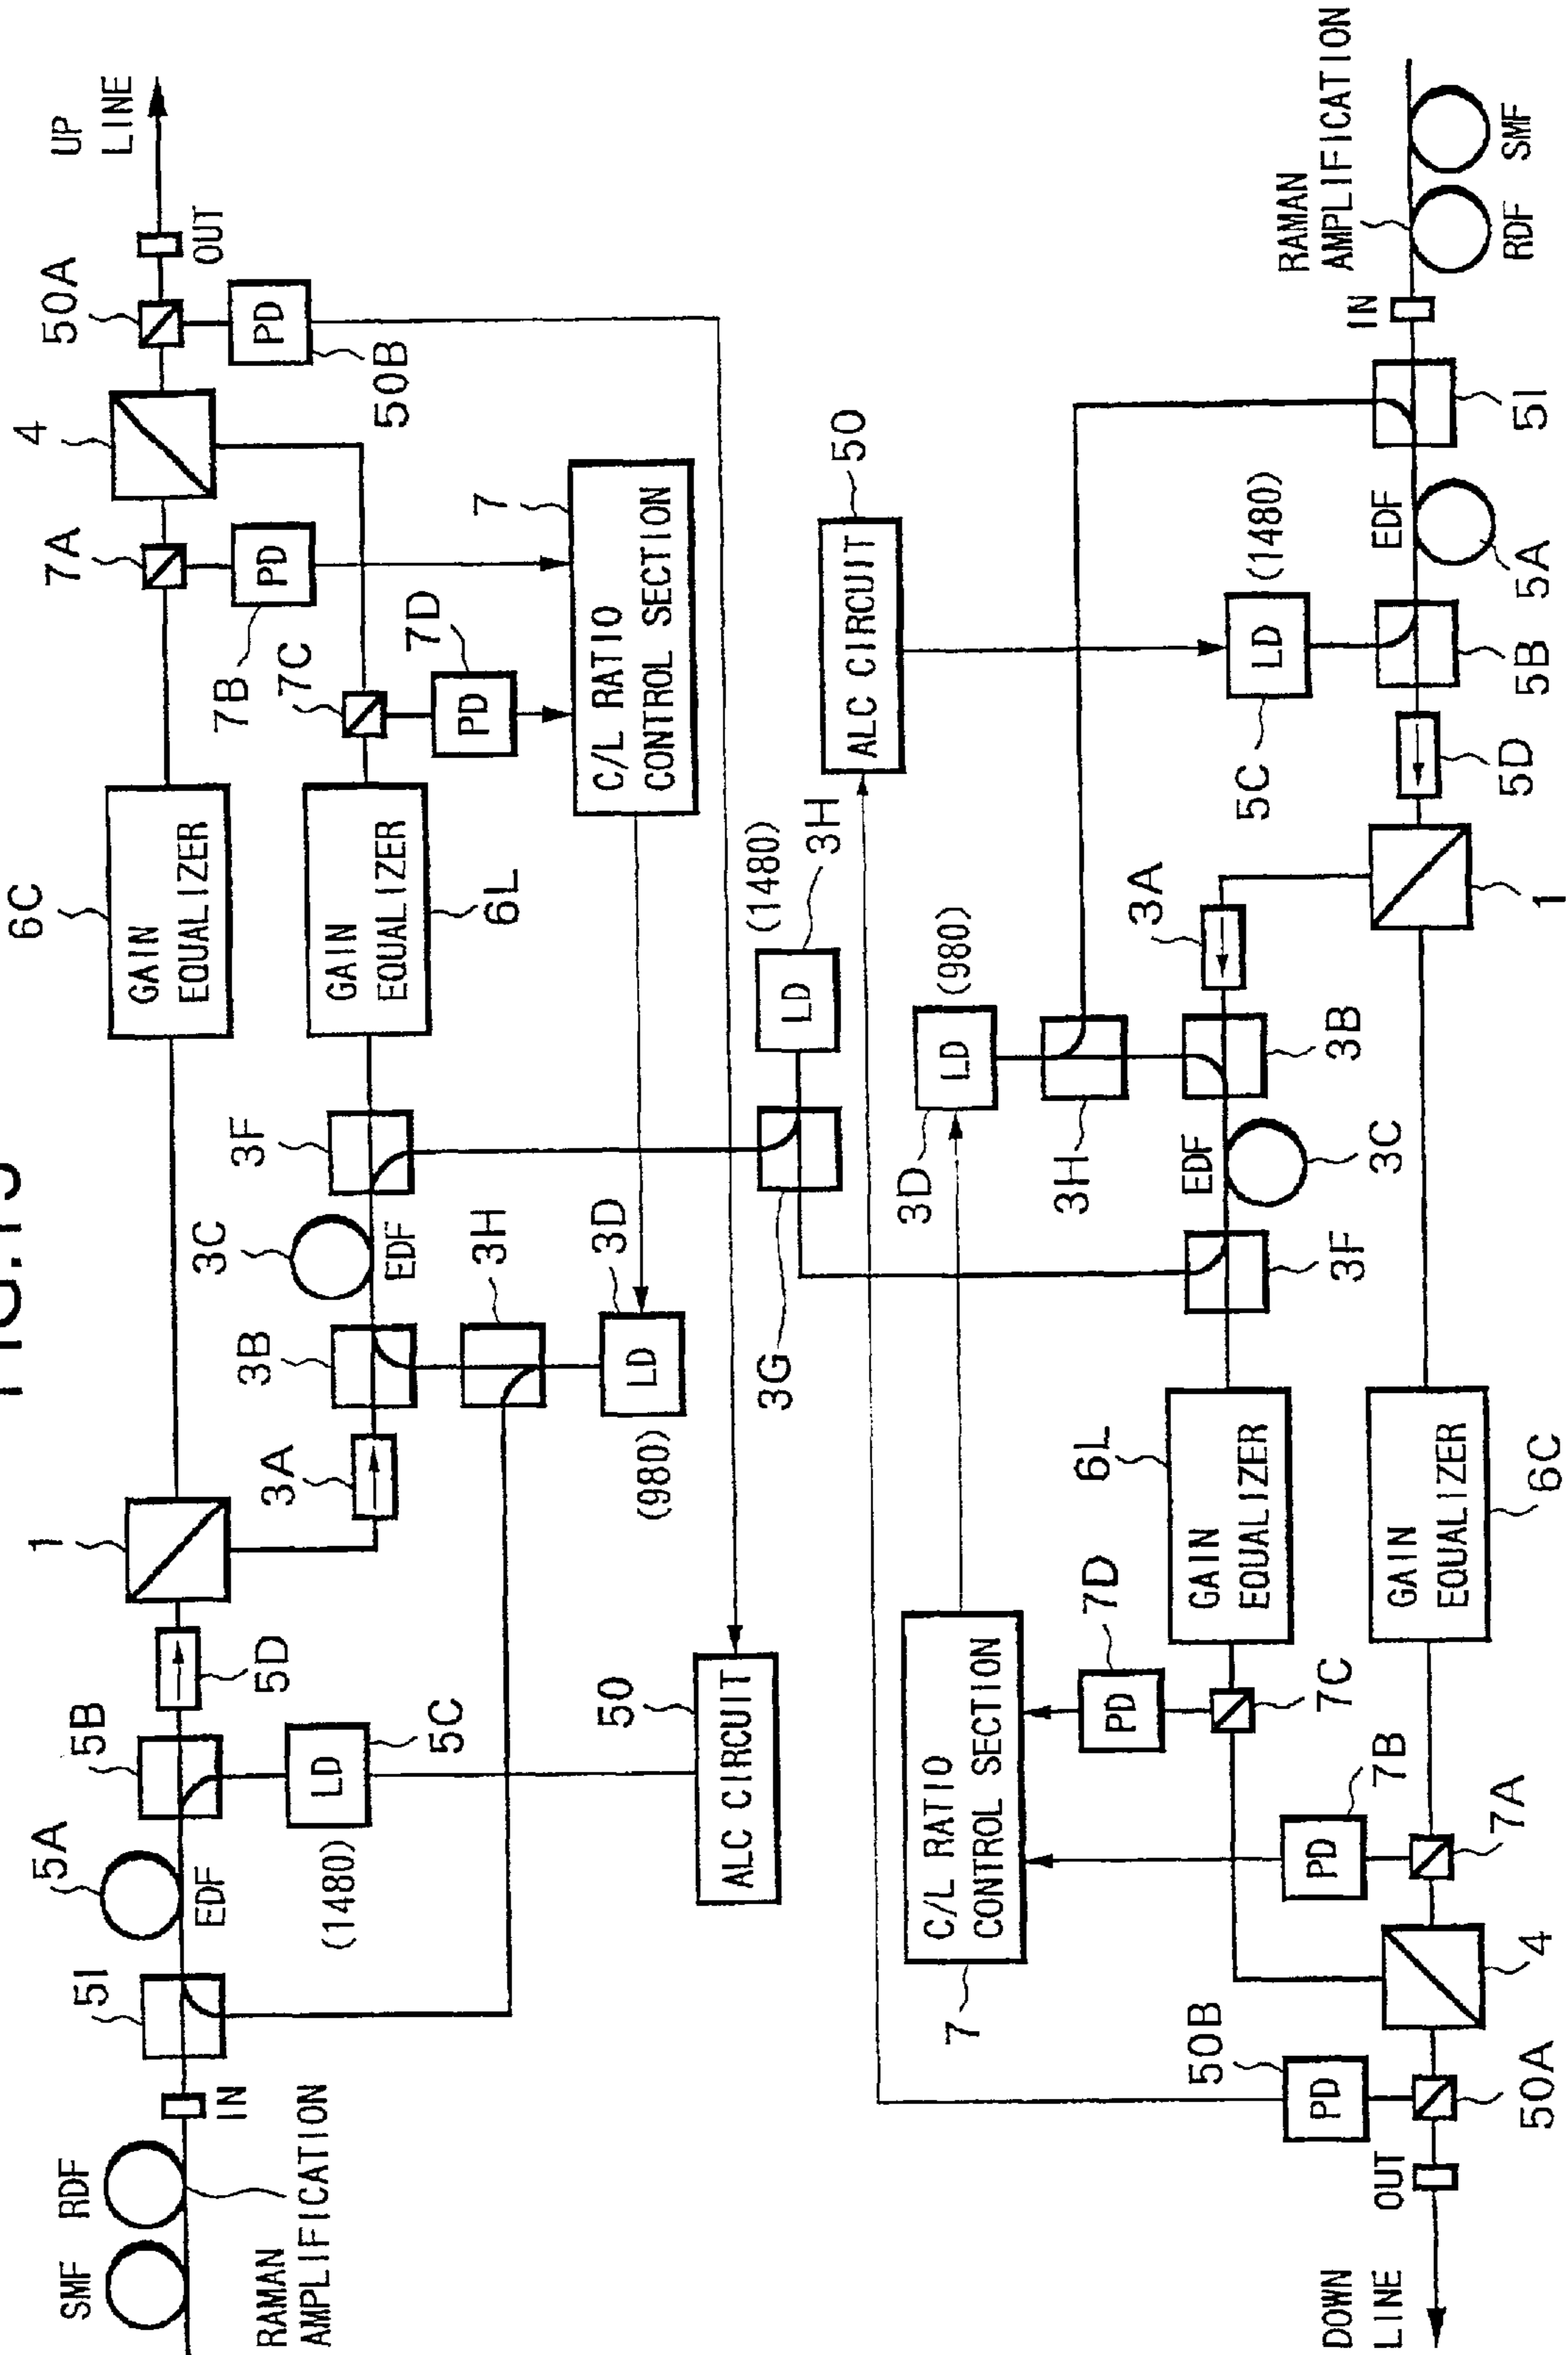 UP
LINE
OUT
50A
PD
50B
4
7A
PD
7B
7C
7D
PD
7
C/L RATIO
CONTROL SECTION
6C
GAIN
EQUALIZER
GAIN
EQUALIZER
6L
3F
3C
EDF
3B
3H
3D
LD
(980)
3A
1
5D
5B
5C
LD
(1480)
50
ALC CIRCUIT
5A
EDF
5I
IN
RDF
SMF
RAMAN
AMPLIFICATION
(1480)
3H
LD
3G
RAMAN
AMPLIFICATION
SMF
RDF
IN
5I
50
ALC CIRCUIT
EDF
5A
(1480)
LD
5C
5B
5D
1
3A
(980)
LD
3D
3H
3B
EDF
3C
3F
6L
GAIN
EQUALIZER
GAIN
EQUALIZER
6C
C/L RATIO
CONTROL SECTION
7
7D
PD
7C
7B
PD
7A
4
50B
PD
50A
OUT
DOWN
LINE